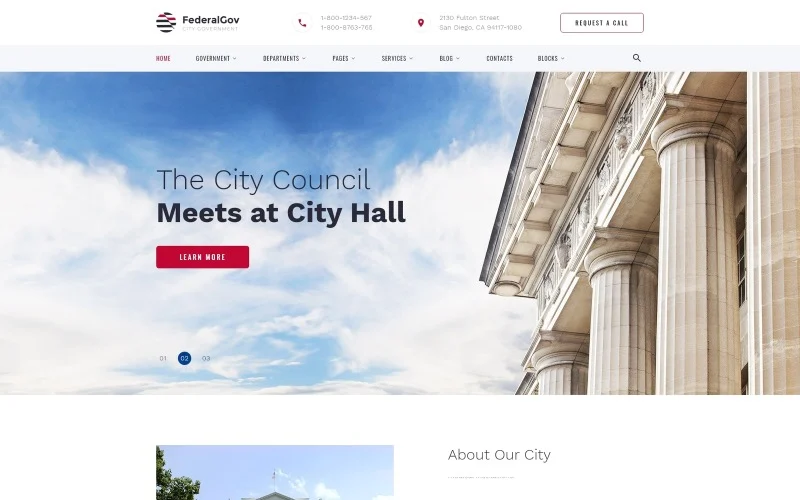 FederalGov
CITY GOVERNMENT
1-800-1234-567
1-800-8763-765
2130 Fulton Street
San Diego, CA 94117-1080
REQUEST A CALL
HOME GOVERNMENT DEPARTMENTS PAGES SERVICES BLOG CONTACTS BLOCKS
The City Council
Meets at City Hall
LEARN MORE
01 02 03
About Our City